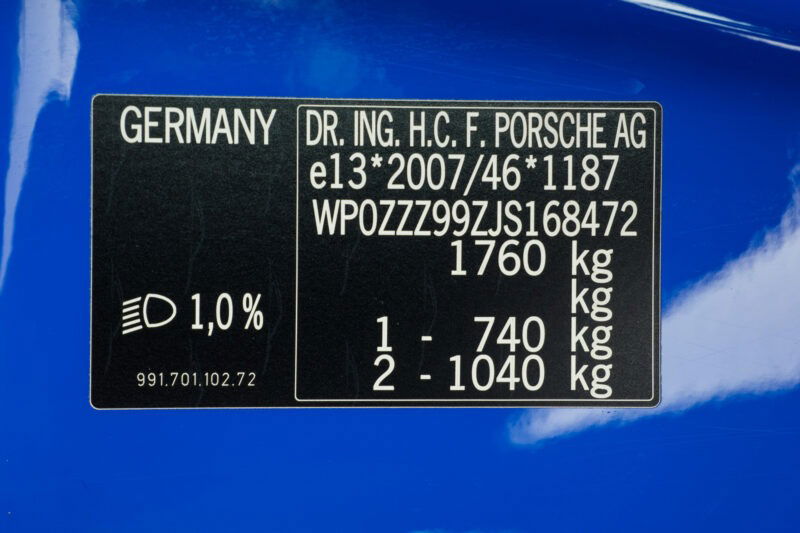 GERMANY
1,0 %
991.701.102.72
DR. ING. H.C. F. PORSCHE AG
e13*2007/46*1187
WP0ZZZ99ZJS168472
1760 kg
kg
1 - 740 kg
2 - 1040 kg